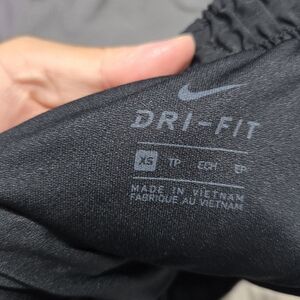 DRI-FIT
XS TP ECH EP
MADE IN VIETNAM
FABRIQUÉ AU VIETNAM